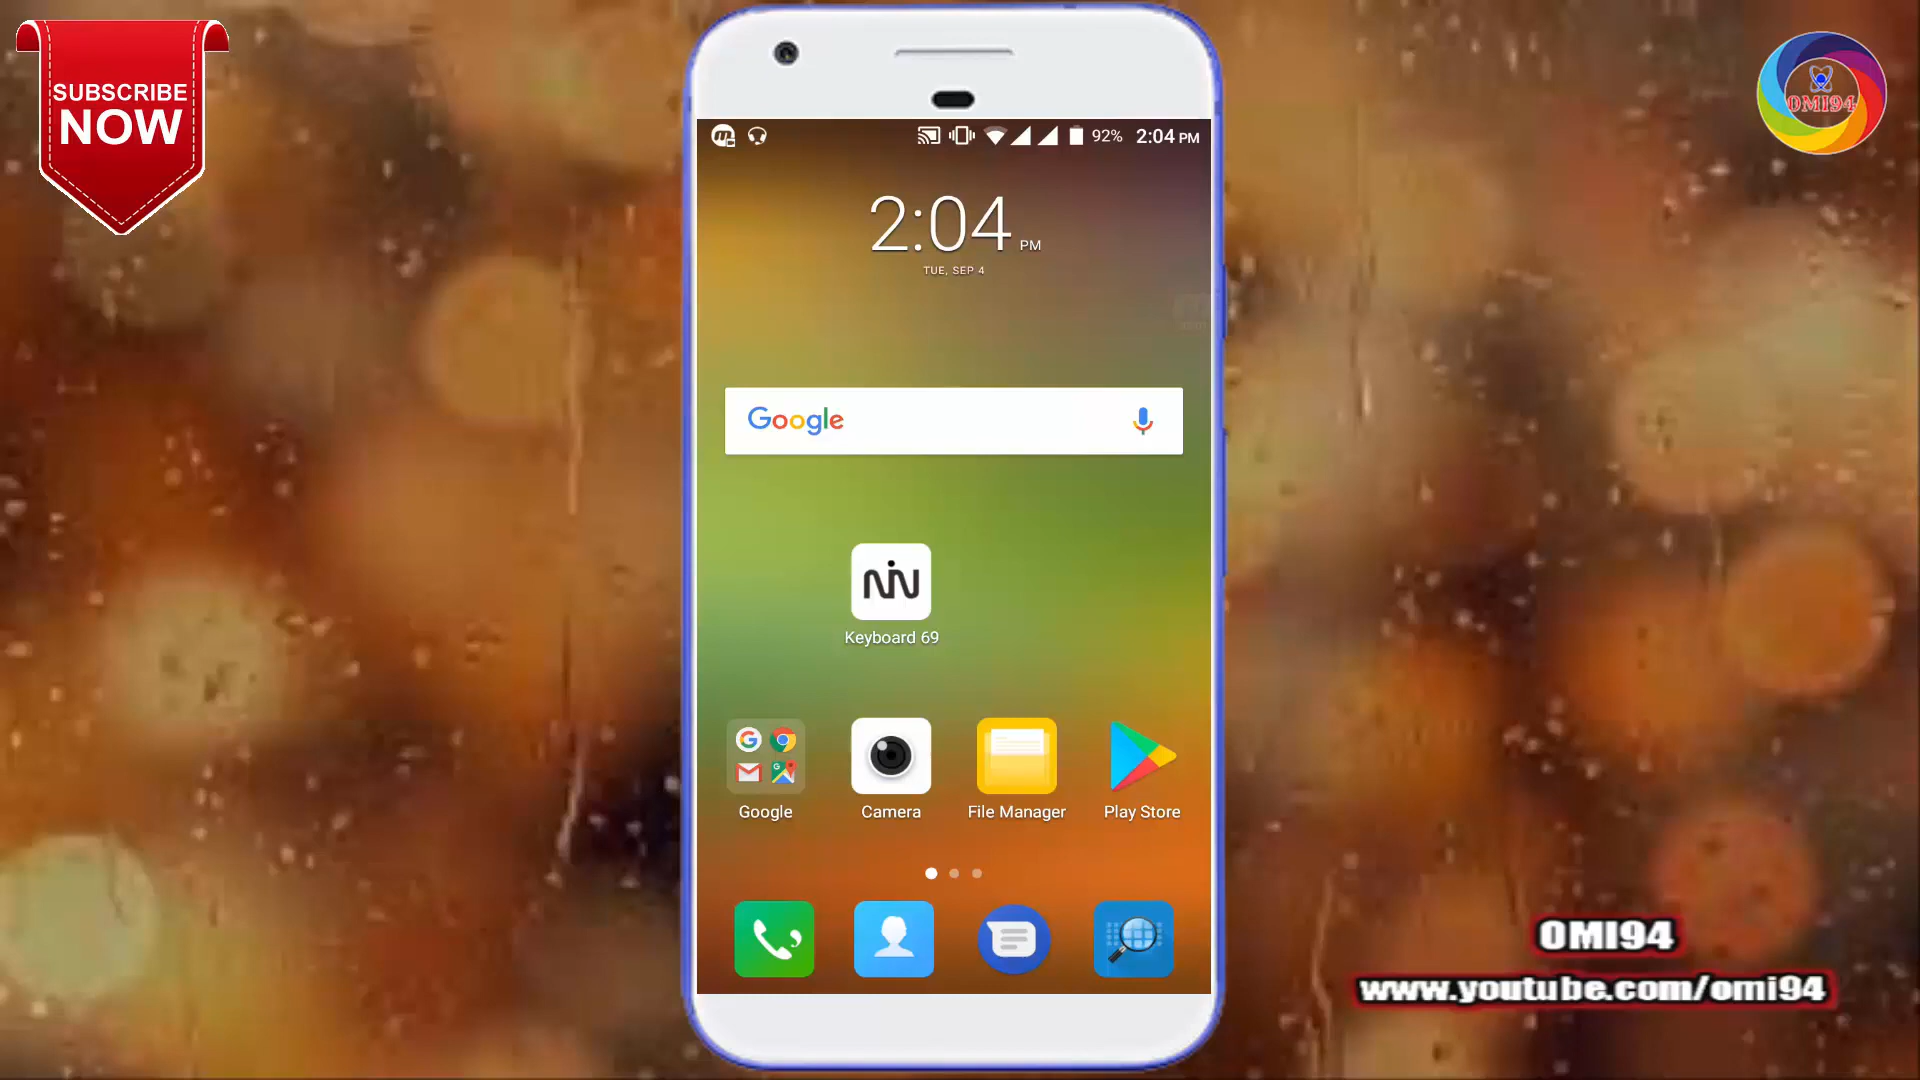 SUBSCRIBE
NOW
OMI94
92% 2:04 PM
2:04 PM
TUE, SEP 4
Google
NIN
Keyboard 69
Google
Camera
File Manager
Play Store
OMI94
www.youtube.com/omi94